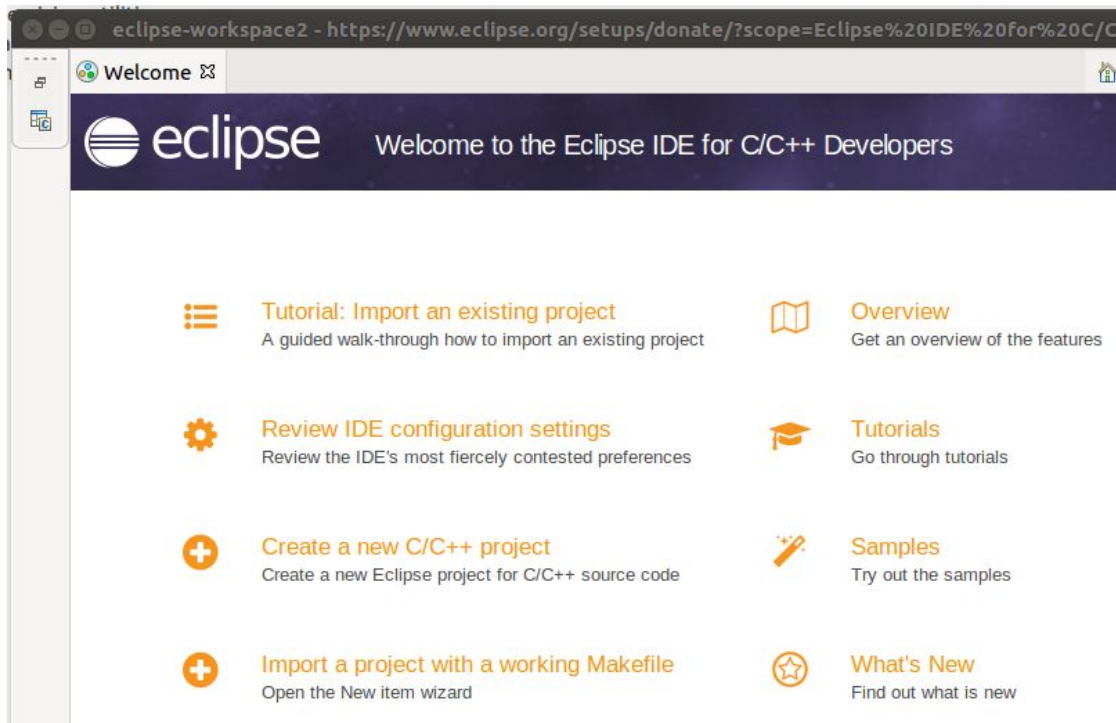 eclipse-workspace2 - https://www.eclipse.org/setups/donate/?scope=Eclipse%20IDE%20for%20C/C
Welcome
eclipse
Welcome to the Eclipse IDE for C/C++ Developers
Tutorial: Import an existing project
A guided walk-through how to import an existing project
Overview
Get an overview of the features
Review IDE configuration settings
Review the IDE's most fiercely contested preferences
Tutorials
Go through tutorials
Create a new C/C++ project
Create a new Eclipse project for C/C++ source code
Samples
Try out the samples
Import a project with a working Makefile
Open the New item wizard
What's New
Find out what is new